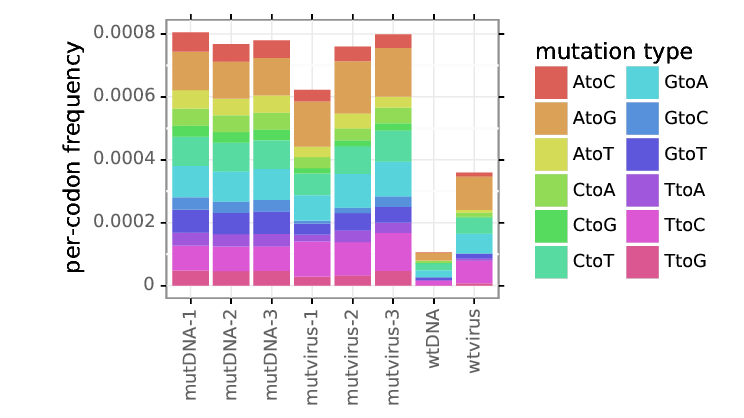 per-codon frequency
0.0008
0.0006
0.0004
0.0002
0
mutDNA-1
mutDNA-2
mutDNA-3
mutvirus-1
mutvirus-2
mutvirus-3
wtDNA
wtvirus
mutation type
AtoC
AtoG
AtoT
CtoA
CtoG
CtoT
GtoA
GtoC
GtoT
TtoA
TtoC
TtoG